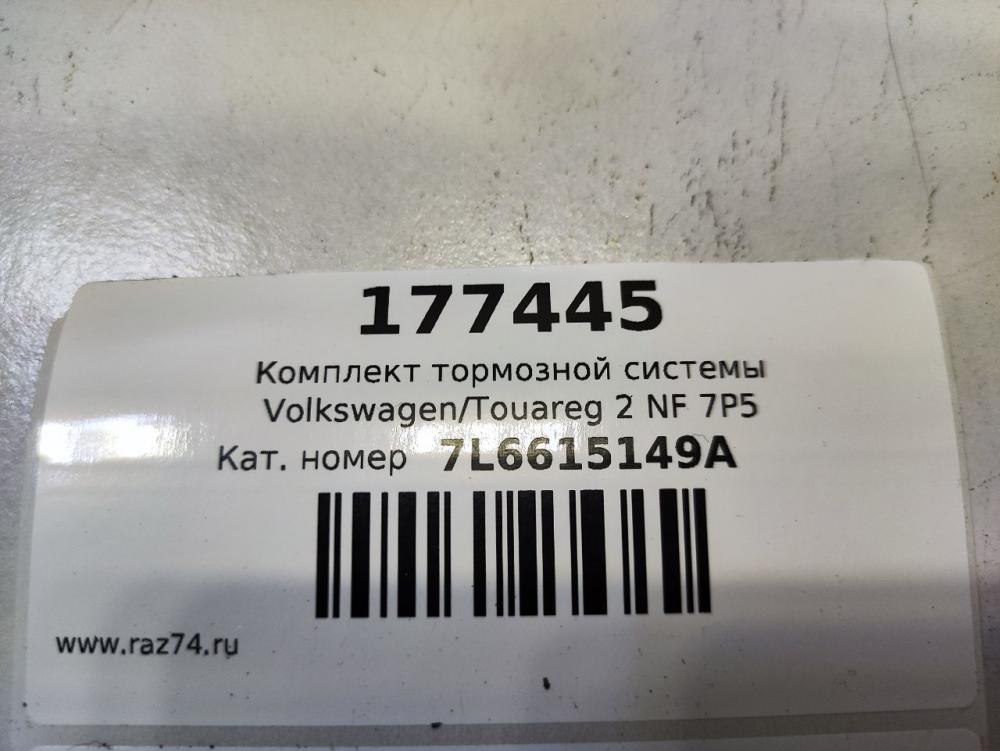 177445
Комплект тормозной системы
Volkswagen/Touareg 2 NF 7P5
Кат. номер 7L6615149A
www.raz74.ru